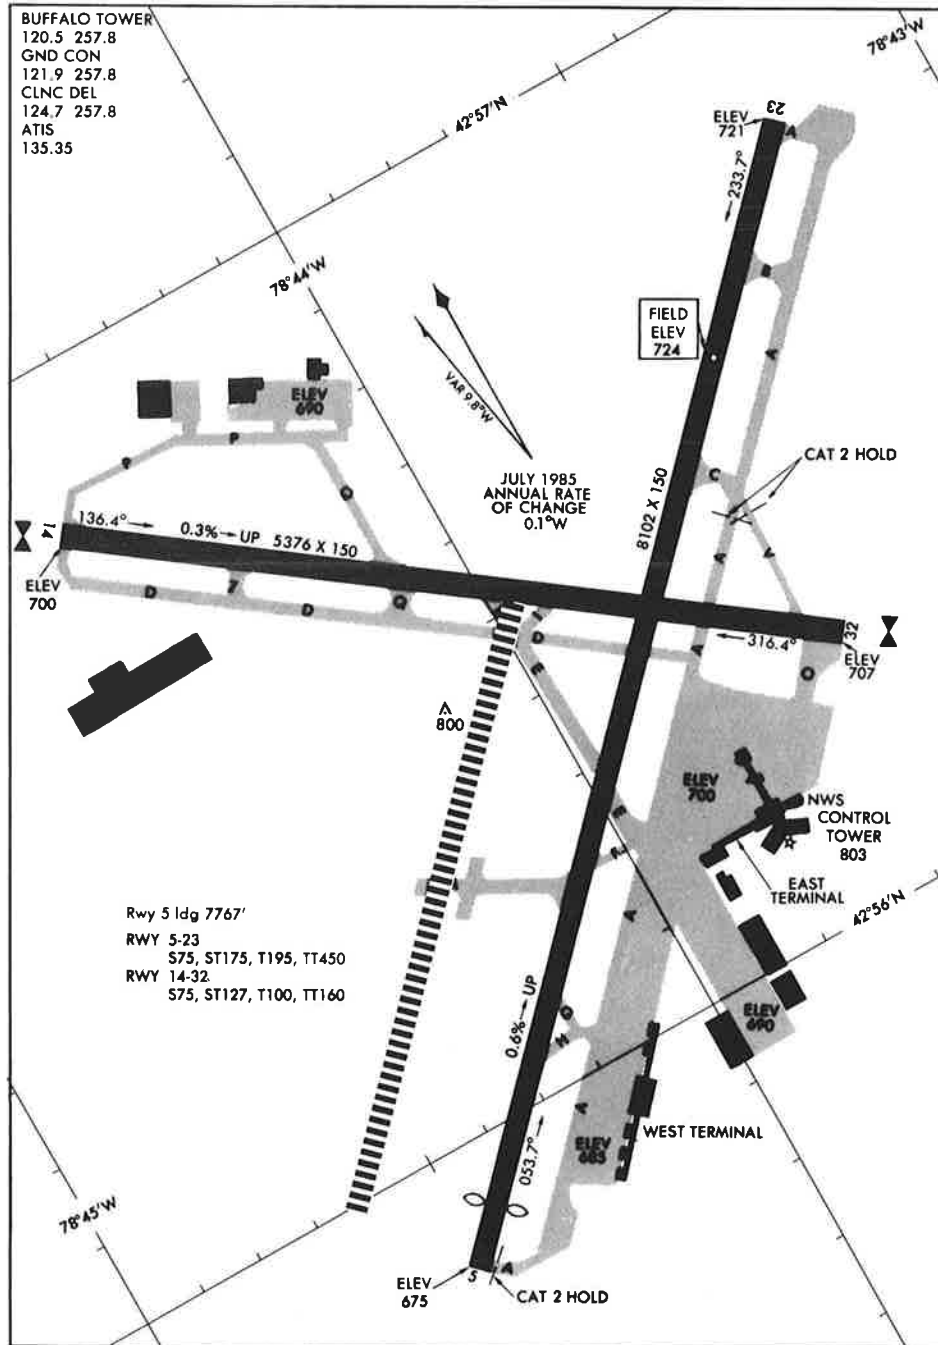 BUFFALO TOWER
120.5 257.8
GND CON
121.9 257.8
CLNC DEL
124.7 257.8
ATIS
135.35
78°43'W
42°57'N
ELEV
721
23
A
233.7°
78°44'W
B
FIELD
ELEV
724
A
VAR 9.8°W
ELEV
690
P
P
CAT 2 HOLD
C
JULY 1985
ANNUAL RATE
OF CHANGE
0.1°W
O
8102 X 150
14
136.4°
0.3% UP 5376 X 150
A
V
ELEV
700
D
D
Q
D
A
316.4°
32
ELEV
707
O
E
800
ELEV
700
NWS
CONTROL
TOWER
803
E
F
EAST
TERMINAL
42°56'N
A
Rwy 5 ldg 7767'
RWY 5-23
S75, ST175, T195, TT450
RWY 14-32
S75, ST127, T100, TT160
0.6% UP
G
H
ELEV
690
A
WEST TERMINAL
ELEV
685
053.7°
78°45'W
ELEV
675
5
A
CAT 2 HOLD